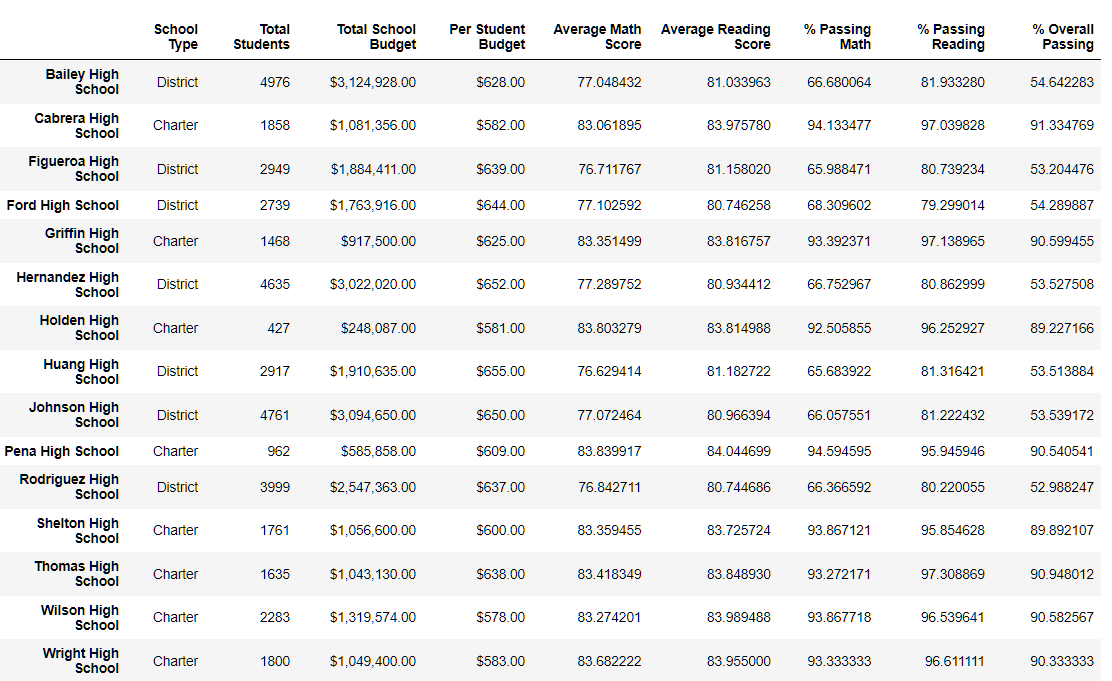 School Type Total Students Total School Budget Per Student Budget Average Math Score Average Reading Score % Passing Math % Passing Reading % Overall Passing
Bailey High School District 4976 $3,124,928.00 $628.00 77.048432 81.033963 66.680064 81.933280 54.642283
Cabrera High School Charter 1858 $1,081,356.00 $582.00 83.061895 83.975780 94.133477 97.039828 91.334769
Figueroa High School District 2949 $1,884,411.00 $639.00 76.711767 81.158020 65.988471 80.739234 53.204476
Ford High School District 2739 $1,763,916.00 $644.00 77.102592 80.746258 68.309602 79.299014 54.289887
Griffin High School Charter 1468 $917,500.00 $625.00 83.351499 83.816757 93.392371 97.138965 90.599455
Hernandez High School District 4635 $3,022,020.00 $652.00 77.289752 80.934412 66.752967 80.862999 53.527508
Holden High School Charter 427 $248,087.00 $581.00 83.803279 83.814988 92.505855 96.252927 89.227166
Huang High School District 2917 $1,910,635.00 $655.00 76.629414 81.182722 65.683922 81.316421 53.513884
Johnson High School District 4761 $3,094,650.00 $650.00 77.072464 80.966394 66.057551 81.222432 53.539172
Pena High School Charter 962 $585,858.00 $609.00 83.839917 84.044699 94.594595 95.945946 90.540541
Rodriguez High School District 3999 $2,547,363.00 $637.00 76.842711 80.744686 66.366592 80.220055 52.988247
Shelton High School Charter 1761 $1,056,600.00 $600.00 83.359455 83.725724 93.867121 95.854628 89.892107
Thomas High School Charter 1635 $1,043,130.00 $638.00 83.418349 83.848930 93.272171 97.308869 90.948012
Wilson High School Charter 2283 $1,319,574.00 $578.00 83.274201 83.989488 93.867718 96.539641 90.582567
Wright High School Charter 1800 $1,049,400.00 $583.00 83.682222 83.955000 93.333333 96.611111 90.333333